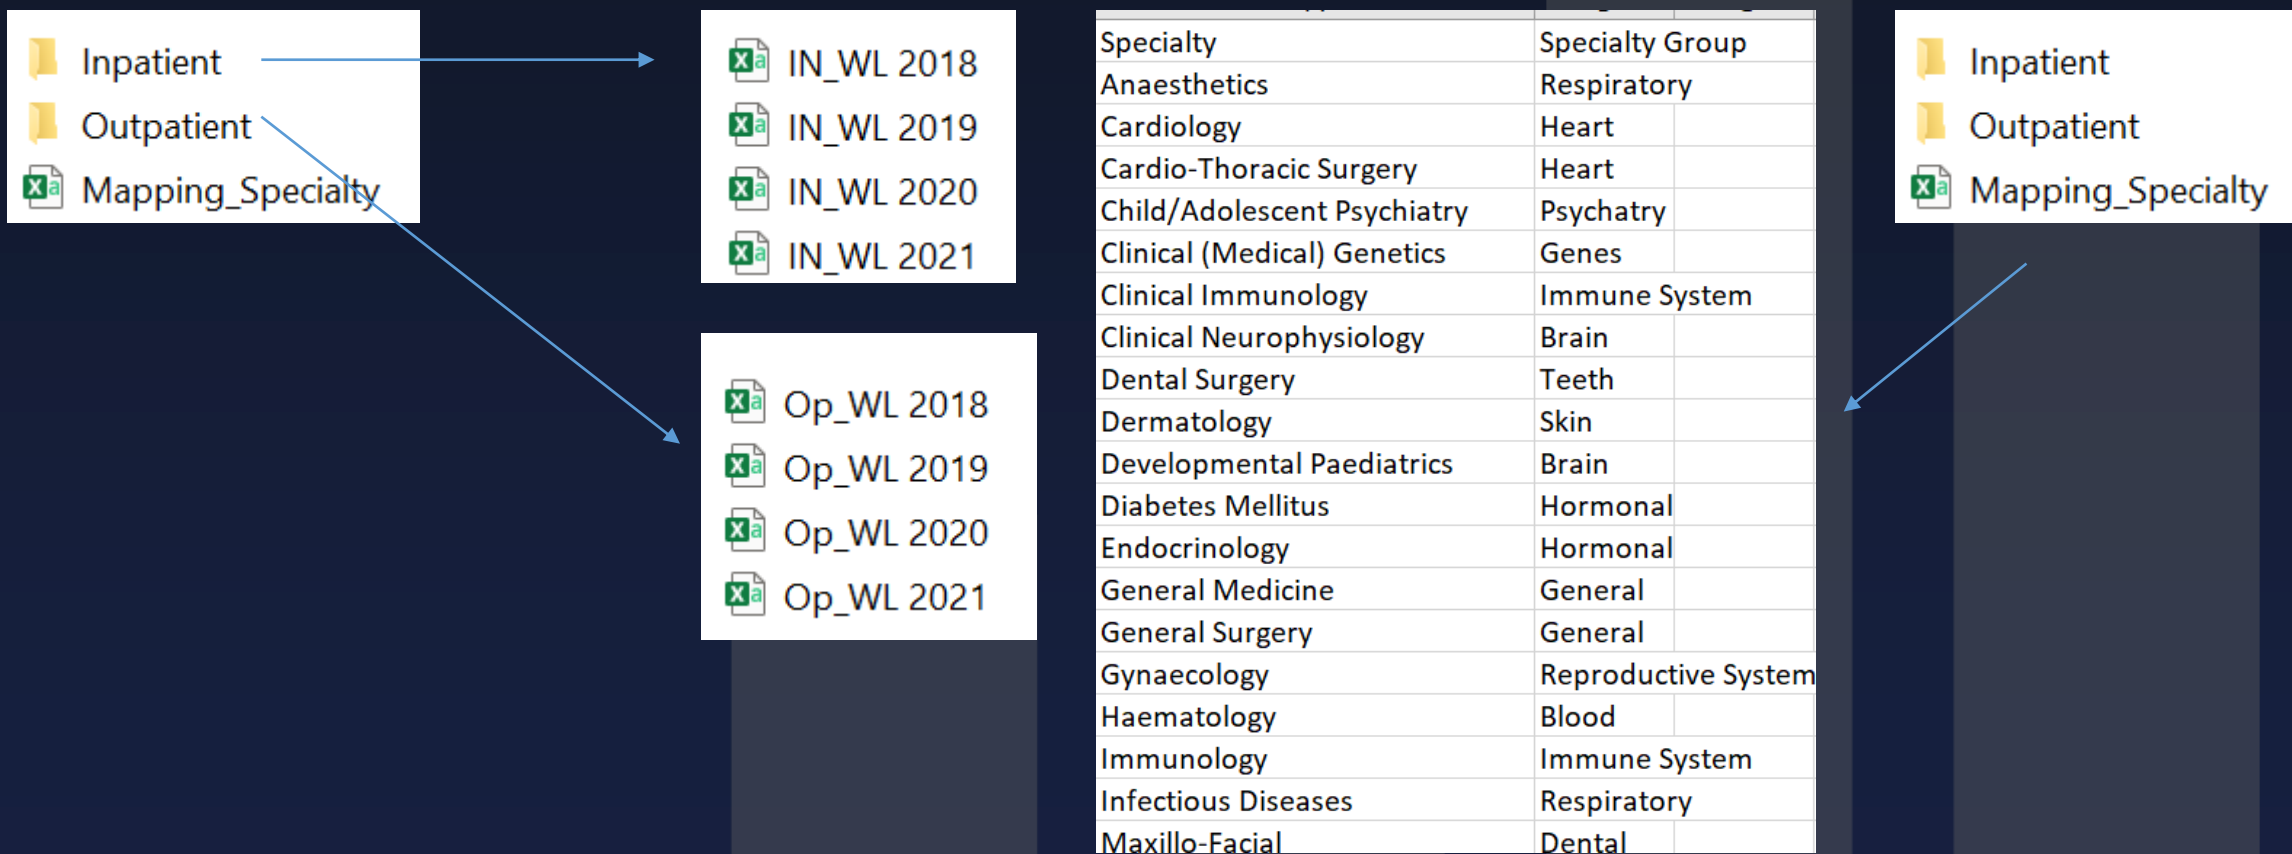 Inpatient
Outpatient
Mapping_Specialty
IN_WL 2018
IN_WL 2019
IN_WL 2020
IN_WL 2021
Op_WL 2018
Op_WL 2019
Op_WL 2020
Op_WL 2021
Specialty Specialty Group
Anaesthetics Respiratory
Cardiology Heart
Cardio-Thoracic Surgery Heart
Child/Adolescent Psychiatry Psychatry
Clinical (Medical) Genetics Genes
Clinical Immunology Immune System
Clinical Neurophysiology Brain
Dental Surgery Teeth
Dermatology Skin
Developmental Paediatrics Brain
Diabetes Mellitus Hormonal
Endocrinology Hormonal
General Medicine General
General Surgery General
Gynaecology Reproductive System
Haematology Blood
Immunology Immune System
Infectious Diseases Respiratory
Maxillo-Facial Dental
Inpatient
Outpatient
Mapping_Specialty